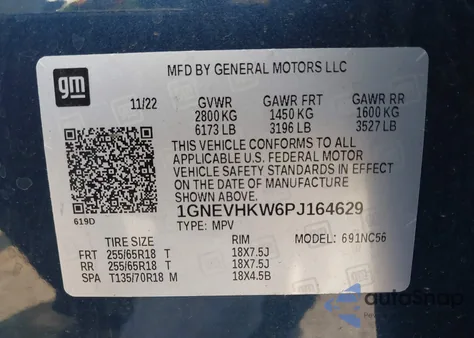 gm
MFD BY GENERAL MOTORS LLC
11/22 GVWR GAWR FRT GAWR RR
2800 KG 1450 KG 1600 KG
6173 LB 3196 LB 3527 LB
THIS VEHICLE CONFORMS TO ALL
APPLICABLE U.S. FEDERAL MOTOR
VEHICLE SAFETY STANDARDS IN EFFECT
ON THE DATE OF MANUFACTURE SHOWN ABOVE.
619D
1GNEVHKW6PJ164629
TYPE: MPV MODEL: 691NC56
TIRE SIZE RIM
FRT 255/65R18 T 18X7.5J
RR 255/65R18 T 18X7.5J
SPA T135/70R18 M 18X4.5B
autosnap